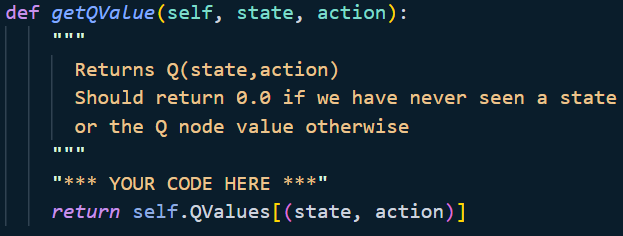 def getQValue(self, state, action):
"""
Returns Q(state,action)
Should return 0.0 if we have never seen a state
or the Q node value otherwise
"""
"*** YOUR CODE HERE ***"
return self.QValues[(state, action)]